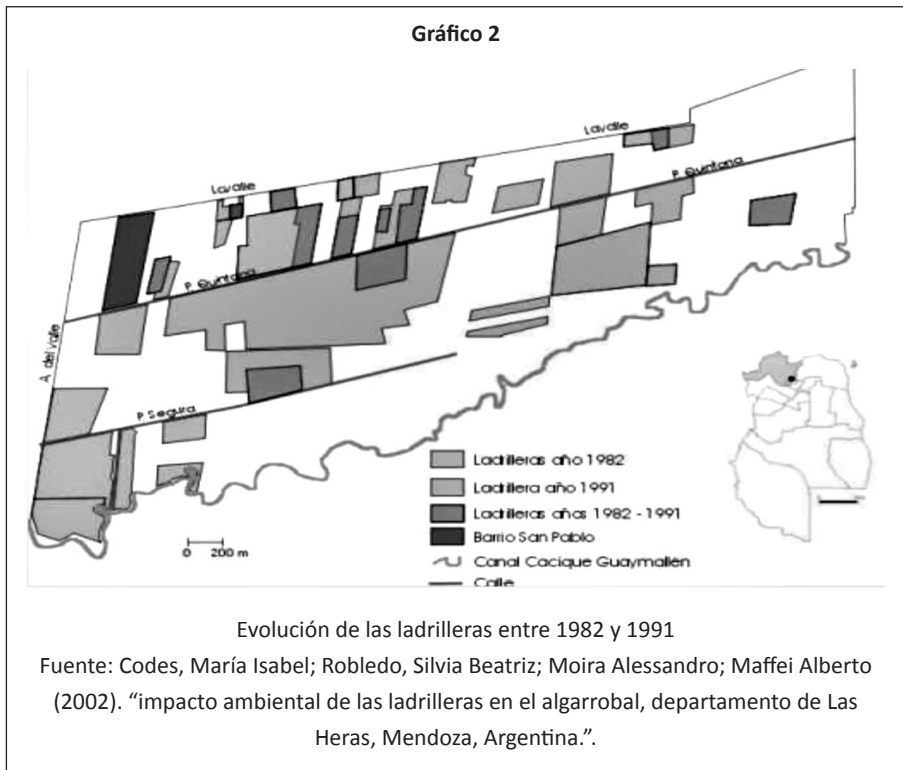 Gráfico 2
Lavalle
Lavalle
P. Quintana
P. Quintana
A. del Valle
P. Segura
Ladrilleras año 1982
Ladrillera año 1991
Ladrilleras años 1982 - 1991
Barrio San Pablo
Canal Cacique Guaymallén
Calle
0 200 m
Evolución de las ladrilleras entre 1982 y 1991
Fuente: Codes, María Isabel; Robledo, Silvia Beatriz; Moira Alessandro; Maffei Alberto
(2002). “impacto ambiental de las ladrilleras en el algarrobal, departamento de Las
Heras, Mendoza, Argentina.”.